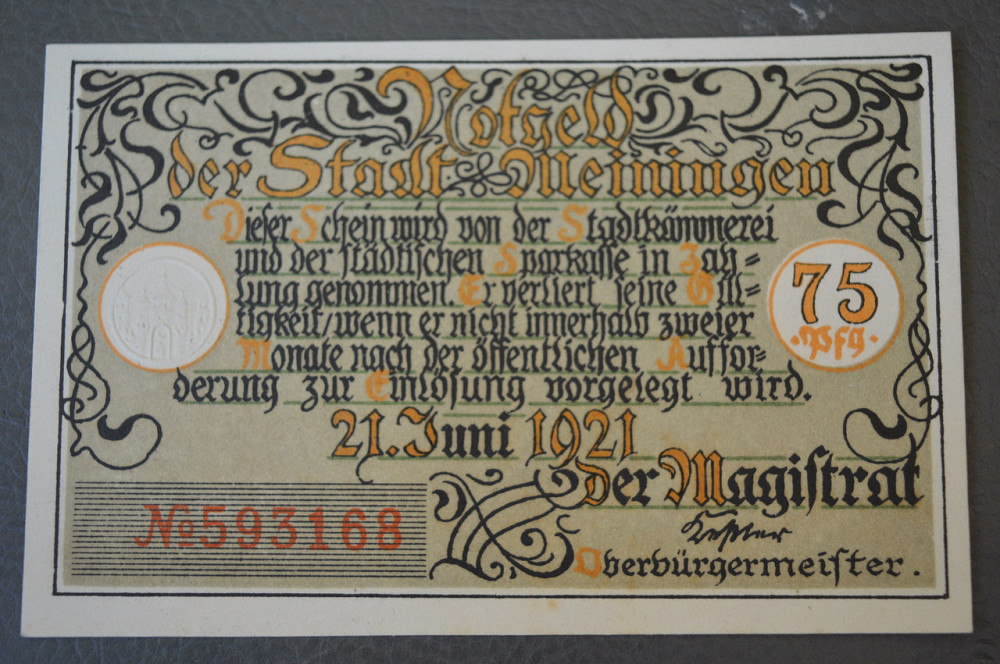 Notgeld
der Stadt Meiningen
Dieser Schein wird von der Stadtkämmerei
und der städtischen Sparkasse in Zah=
lung genommen. Er verliert seine Gül=
tigkeit, wenn er nicht innerhalb zweier
Monate nach der öffentlichen Auffor=
derung zur Einlösung vorgelegt wird.
75
Pfg.
21. Juni 1921
Der Magistrat
№593168
Oberbürgermeister.